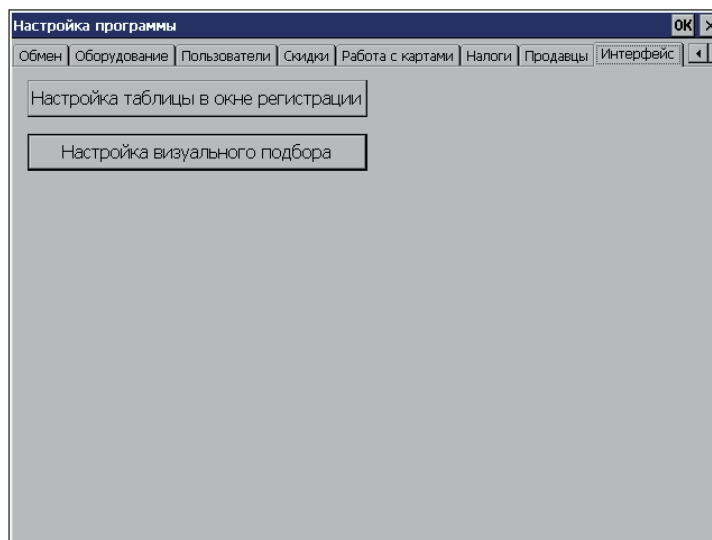 Настройка программы OK ×
Обмен Оборудование Пользователи Скидки Работа с картами Налоги Продавцы Интерфейс
Настройка таблицы в окне регистрации
Настройка визуального подбора